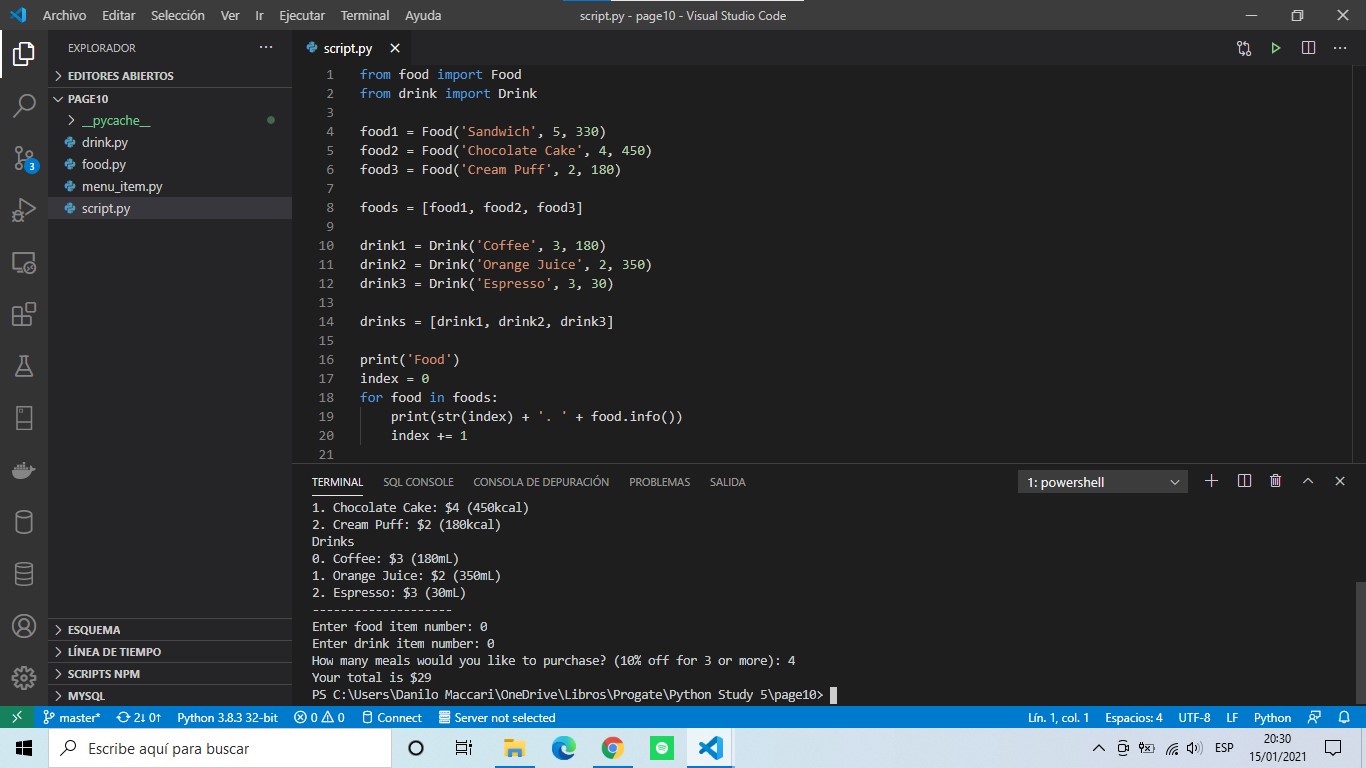 Archivo Editar Selección Ver Ir Ejecutar Terminal Ayuda script.py - page10 - Visual Studio Code
EXPLORADOR
EDITORES ABIERTOS
PAGE10
__pycache__
drink.py
food.py
menu_item.py
script.py
3
ESQUEMA
LÍNEA DE TIEMPO
SCRIPTS NPM
MYSQL
script.py
1 from food import Food
2 from drink import Drink
3
4 food1 = Food('Sandwich', 5, 330)
5 food2 = Food('Chocolate Cake', 4, 450)
6 food3 = Food('Cream Puff', 2, 180)
7
8 foods = [food1, food2, food3]
9
10 drink1 = Drink('Coffee', 3, 180)
11 drink2 = Drink('Orange Juice', 2, 350)
12 drink3 = Drink('Espresso', 3, 30)
13
14 drinks = [drink1, drink2, drink3]
15
16 print('Food')
17 index = 0
18 for food in foods:
19     print(str(index) + '. ' + food.info())
20     index += 1
21
TERMINAL SQL CONSOLE CONSOLA DE DEPURACIÓN PROBLEMAS SALIDA 1: powershell
1. Chocolate Cake: $4 (450kcal)
2. Cream Puff: $2 (180kcal)
Drinks
0. Coffee: $3 (180mL)
1. Orange Juice: $2 (350mL)
2. Espresso: $3 (30mL)
--------------------
Enter food item number: 0
Enter drink item number: 0
How many meals would you like to purchase? (10% off for 3 or more): 4
Your total is $29
PS C:\Users\Danilo Maccari\OneDrive\Libros\Progate\Python Study 5\page10>
master* 2↓ 0↑ Python 3.8.3 32-bit 0 0 Connect Server not selected Lín. 1, col. 1 Espacios: 4 UTF-8 LF Python
Escribe aquí para buscar
ESP
20:30
15/01/2021